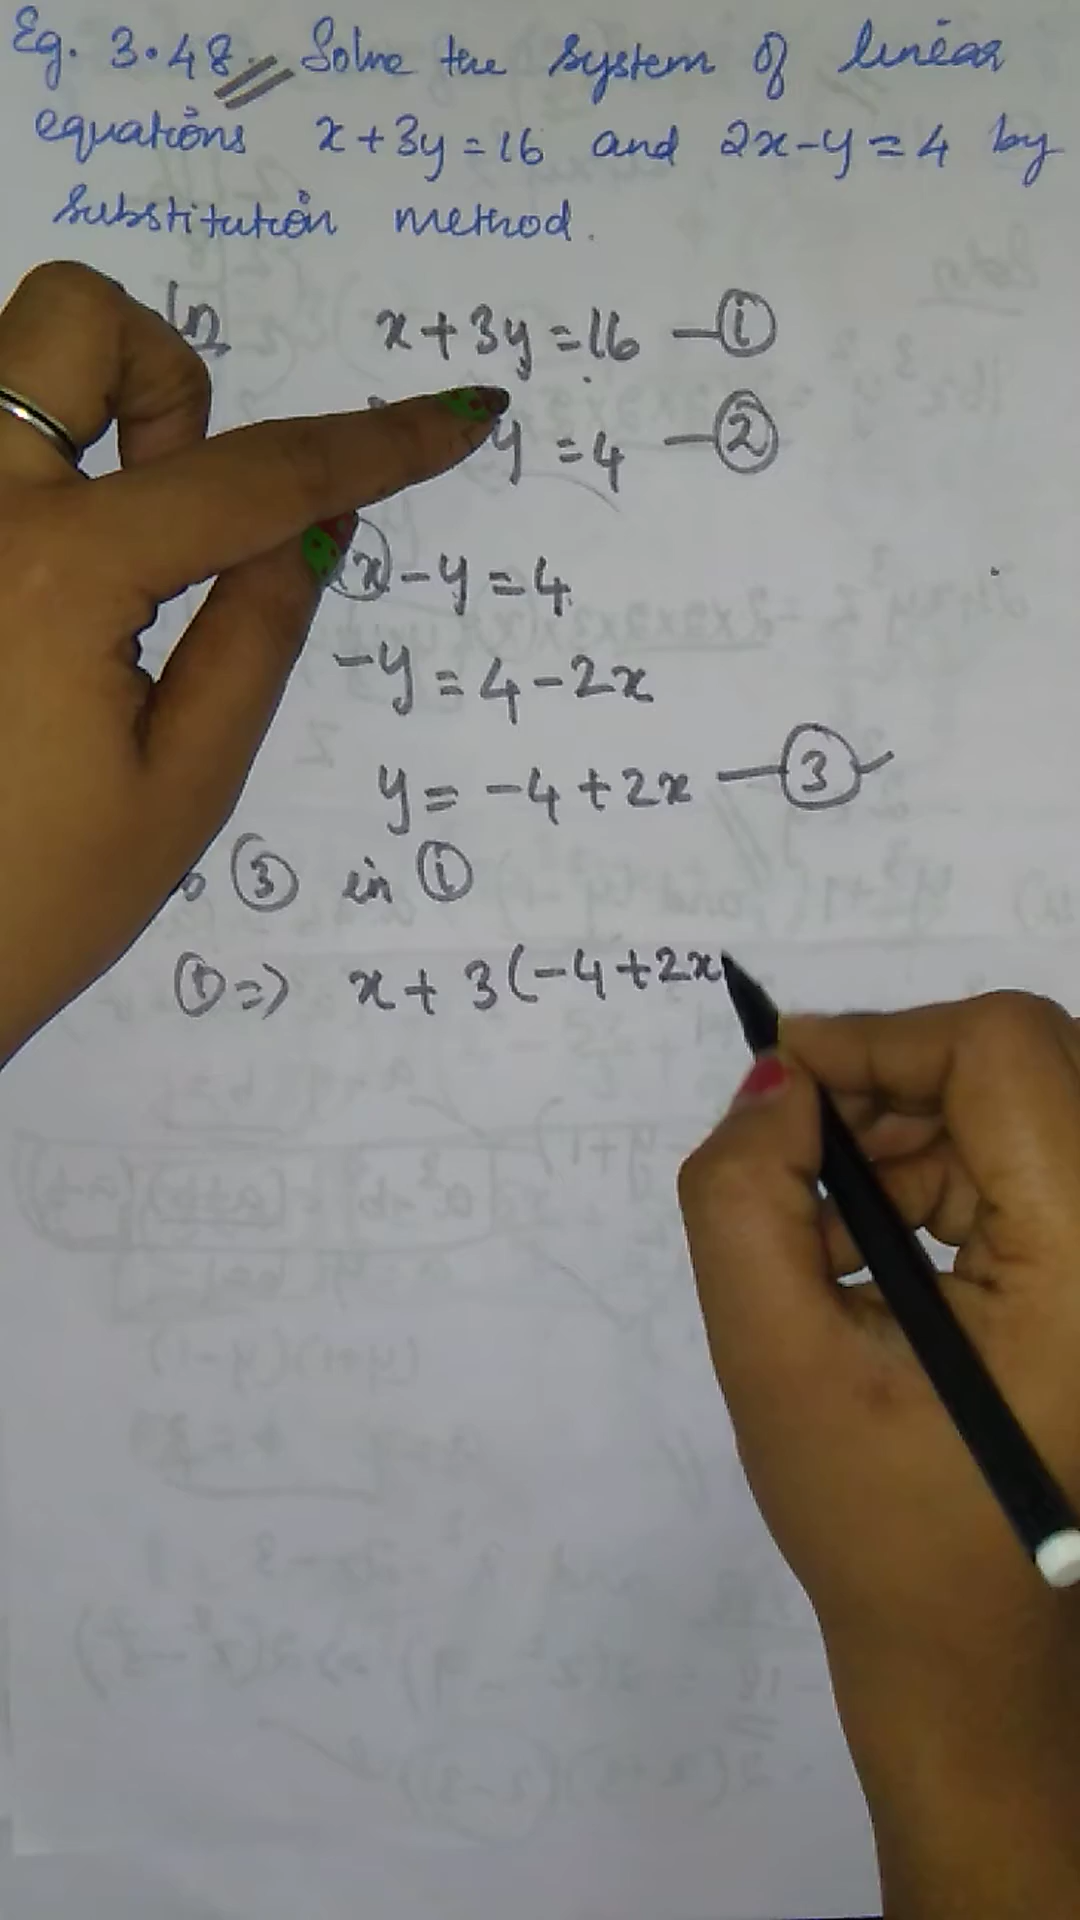 Eg. 3.48 Solve the system of linear
equations x+3y=16 and 2x-y=4 by
substitution method.
ln
x+3y=16 —①
y =4 —②
x-y=4
-y=4-2x
y=-4+2x —③
③ in ①
①=> x+3(-4+2x